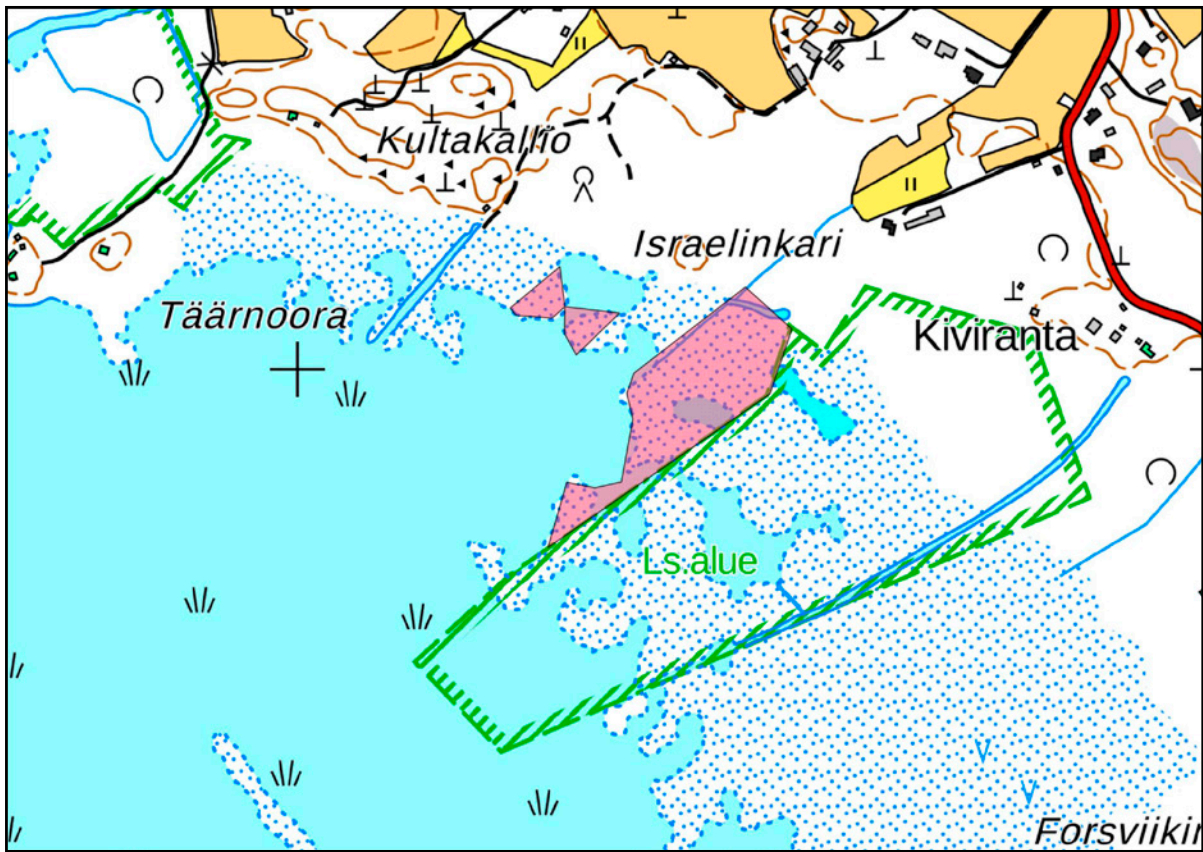 Kultakallio
Israelinkari
Täärnoora
Kiviranta
Ls.alue
Forsviikin